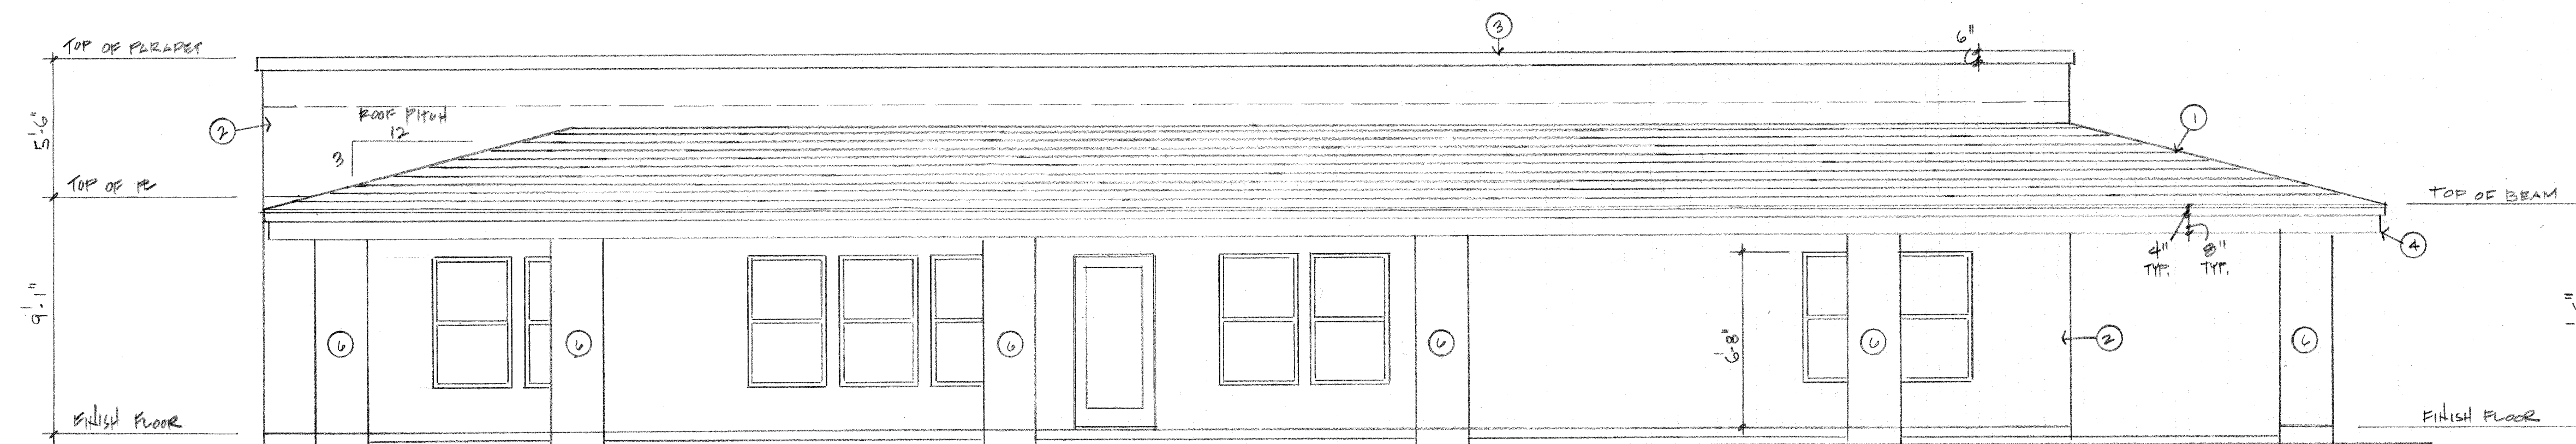 TOP OF PARAPET
3
6"
5'-6"
2
ROOF PITCH
12
3
1
TOP OF PL
TOP OF BEAM
4"
TYP.
8"
TYP.
4
9'-1"
6'-8"
6
6
6
6
6
2
6
FINISH FLOOR
FINISH FLOOR